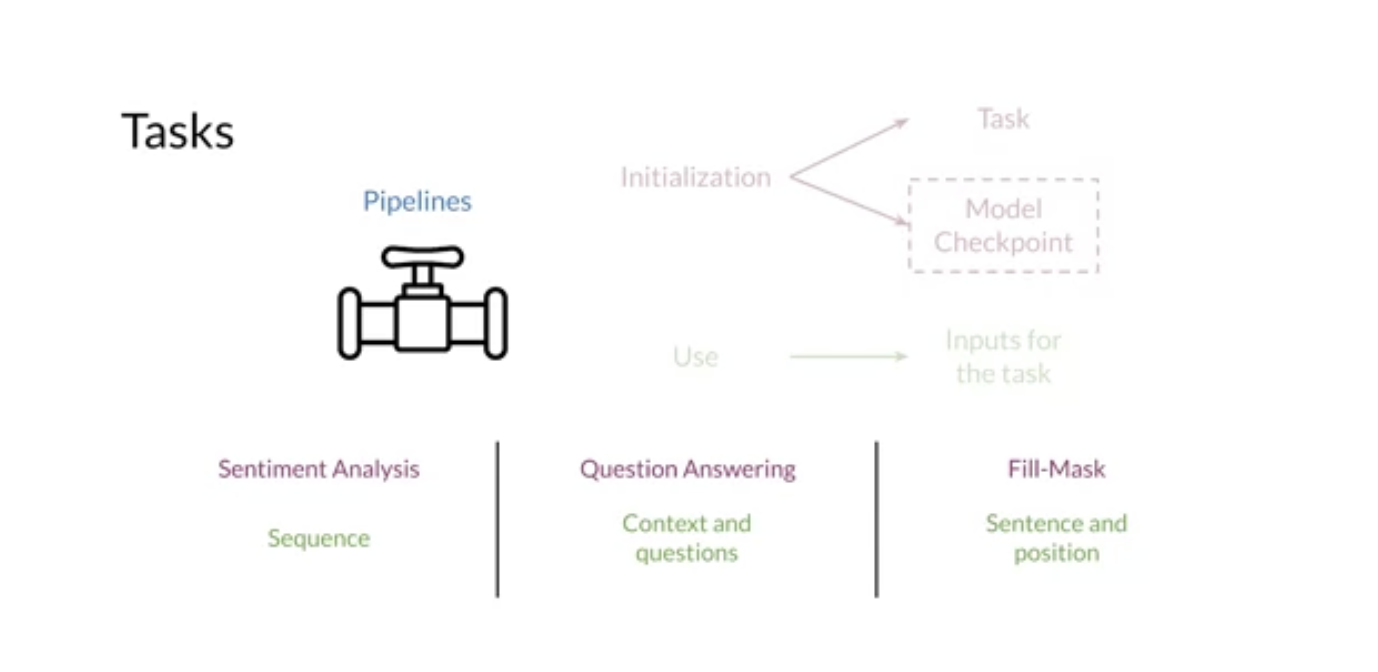 Tasks
Pipelines
Initialization
Task
Model
Checkpoint
Use
Inputs for
the task
Sentiment Analysis
Sequence
Question Answering
Context and
questions
Fill-Mask
Sentence and
position